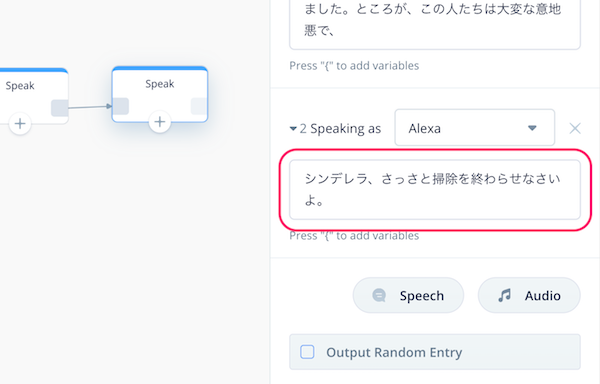 Speak
Speak
ました。ところが、この人たちは大変な意地
悪で、
Press "{" to add variables
2 Speaking as
Alexa
シンデレラ、さっさと掃除を終わらせなさい
よ。
Press "{" to add variables
Speech
Audio
Output Random Entry